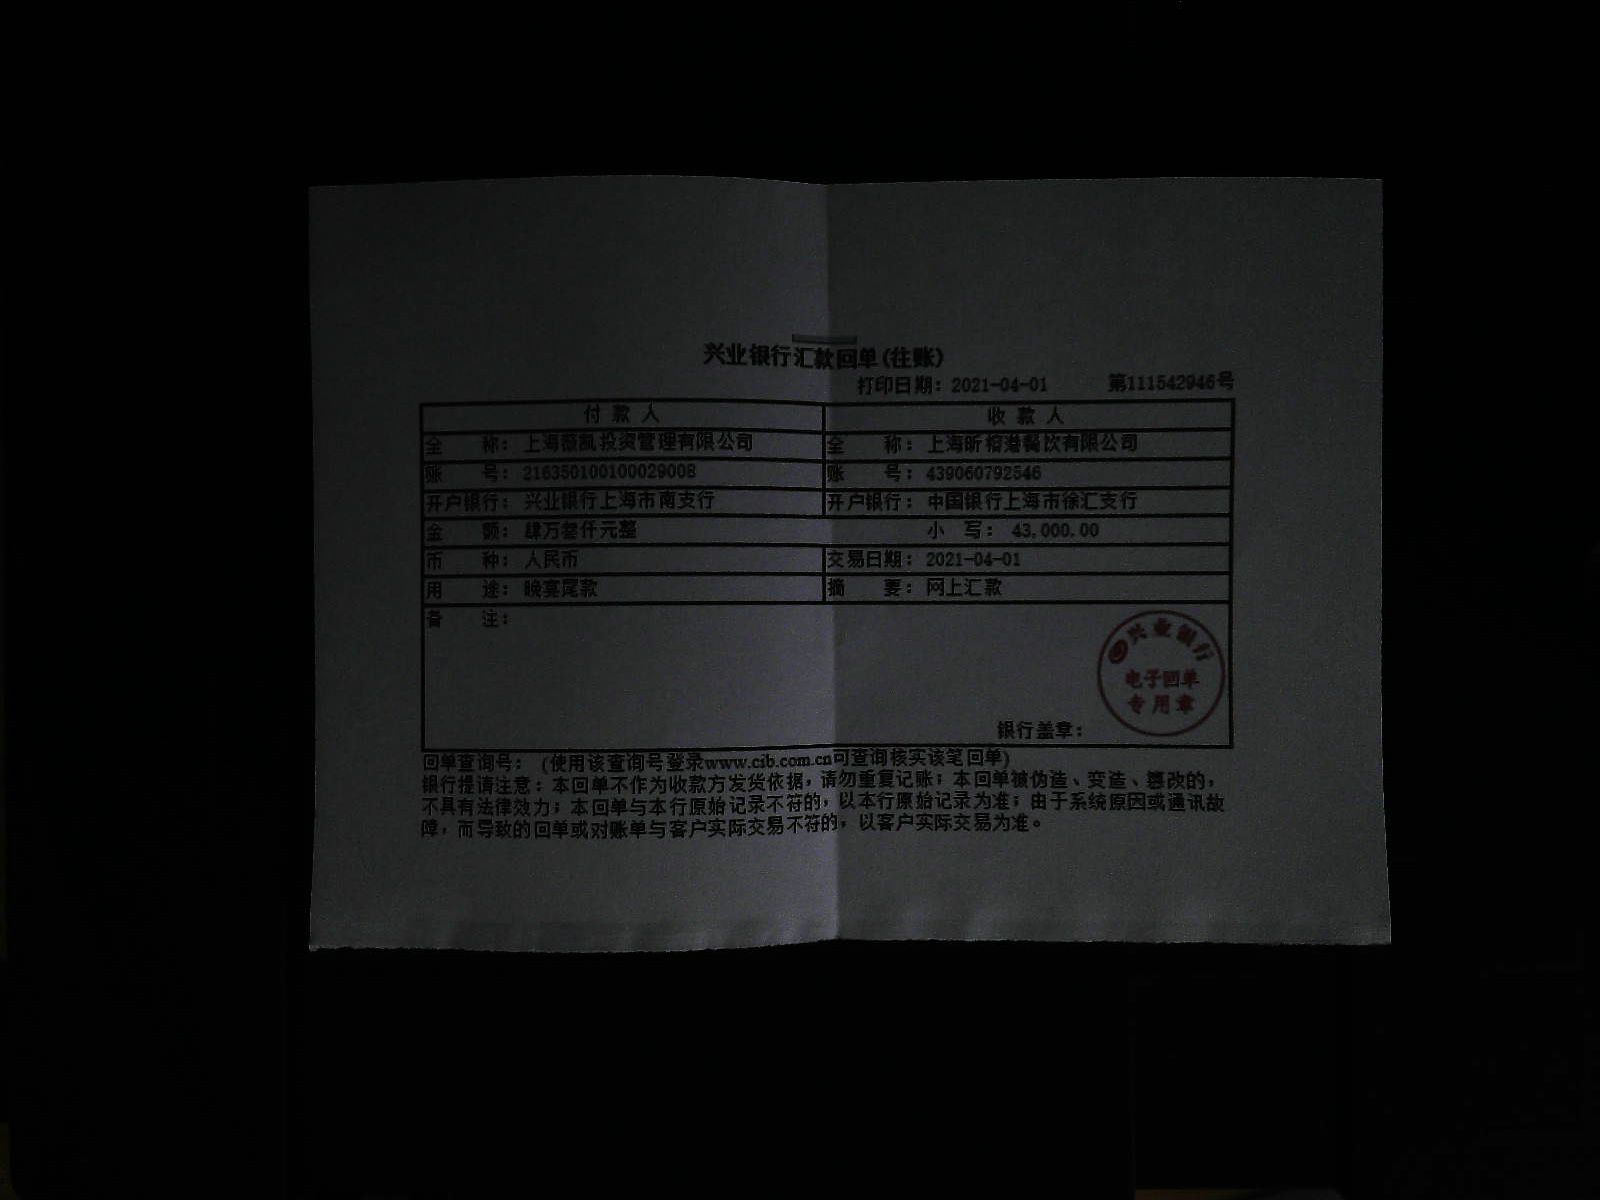 兴业银行汇款回单(往账)
打印日期：2021-04-01 第111542946号
付 款 人 收 款 人
全 称：上海薇凯投资管理有限公司 全 称：上海昕榕港餐饮有限公司
账 号：216350100100029008 账 号：439060792546
开户银行：兴业银行上海市南支行 开户银行：中国银行上海市徐汇支行
金 额：肆万叁仟元整 小 写： 43,000.00
币 种：人民币 交易日期：2021-04-01
用 途：晚宴尾款 摘 要：网上汇款
备 注：
兴业银行
电子回单
专用章
银行盖章：
回单查询号： (使用该查询号登录www.cib.com.cn可查询核实该笔回单)
银行提请注意：本回单不作为收款方发货依据，请勿重复记账；本回单被伪造、变造、篡改的，
不具有法律效力；本回单与本行原始记录不符的，以本行原始记录为准；由于系统原因或通讯故
障，而导致的回单或对账单与客户实际交易不符的，以客户实际交易为准。